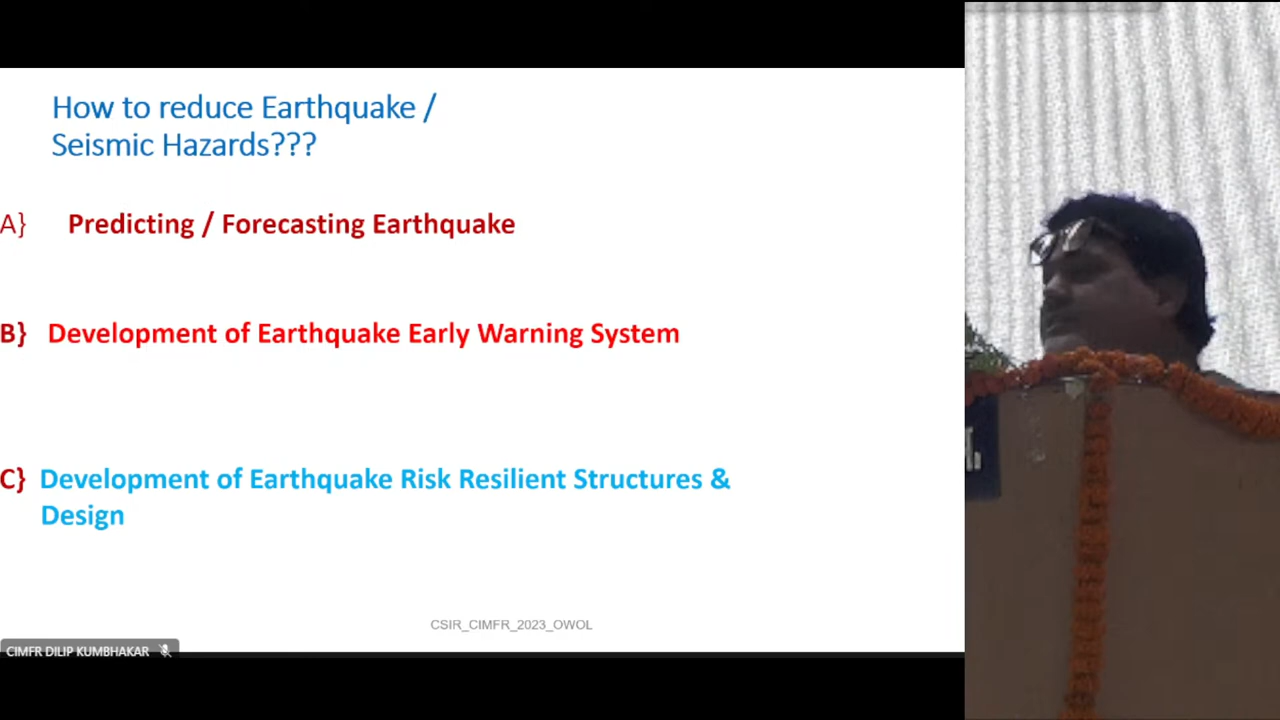 How to reduce Earthquake /
Seismic Hazards???
A} Predicting / Forecasting Earthquake
B} Development of Earthquake Early Warning System
C} Development of Earthquake Risk Resilient Structures &
Design
CSIR_CIMFR_2023_OWOL
CIMFR DILIP KUMBHAKAR